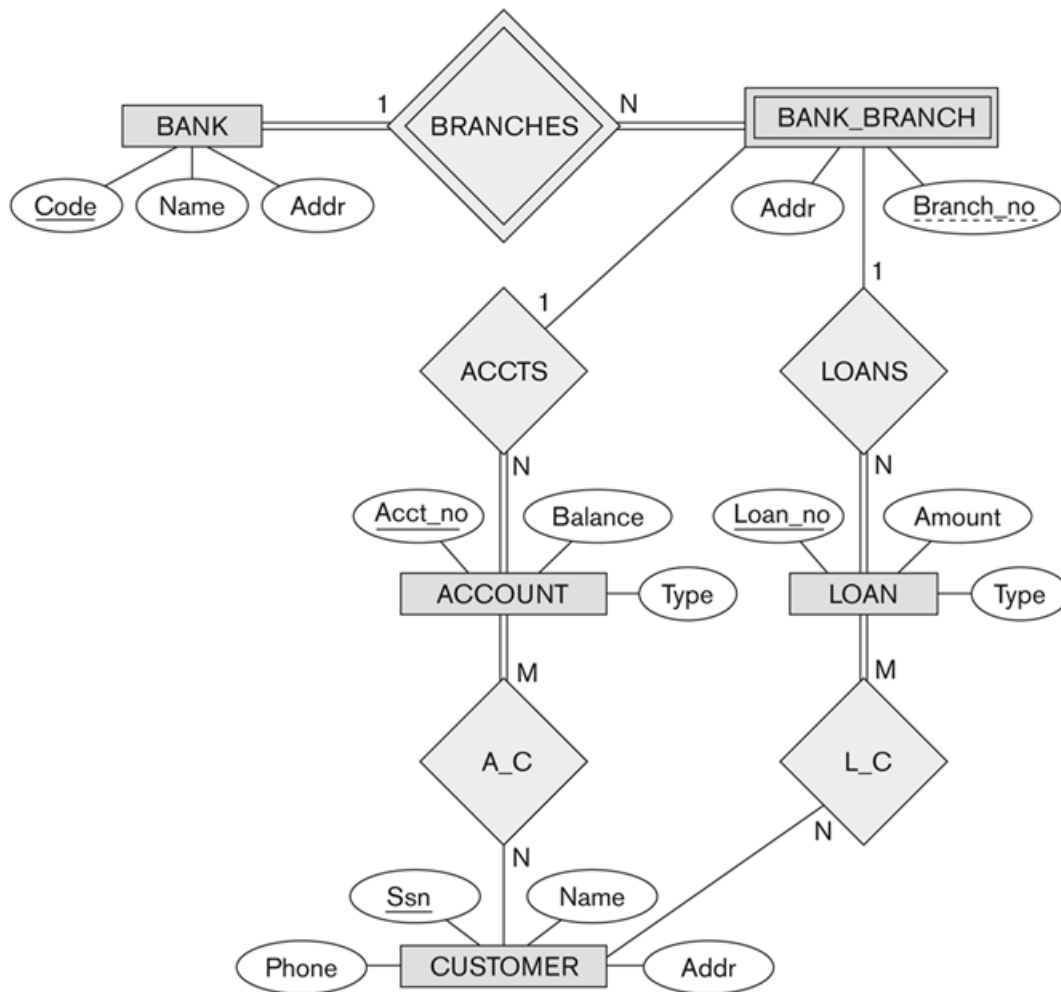 1
N
BANK
BRANCHES
BANK_BRANCH
Code
Name
Addr
Addr
Branch_no
1
1
ACCTS
LOANS
N
N
Acct_no
Balance
Loan_no
Amount
ACCOUNT
Type
LOAN
Type
M
M
A_C
L_C
N
N
Ssn
Name
Phone
CUSTOMER
Addr